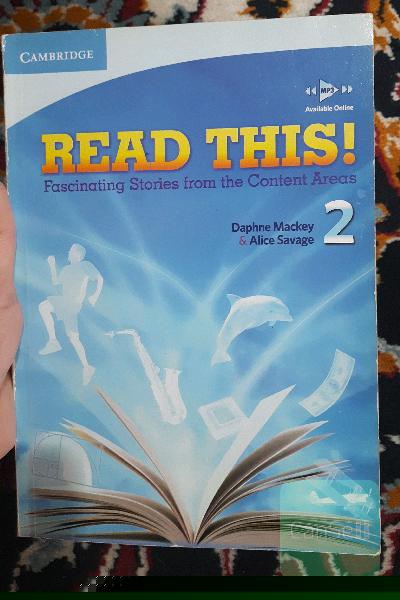 CAMBRIDGE
MP3
Available Online
READ THIS!
Fascinating Stories from the Content Areas
Daphne Mackey
& Alice Savage
2